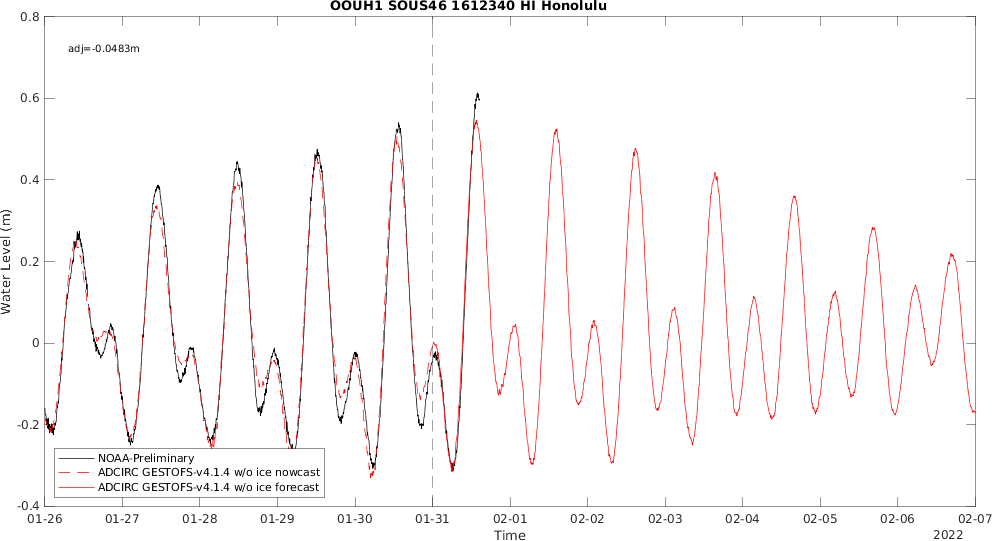 OOUH1 SOUS46 1612340 HI Honolulu
adj=-0.0483m
Water Level (m)
0.8
0.6
0.4
0.2
0
-0.2
-0.4
NOAA-Preliminary
ADCIRC GESTOFS-v4.1.4 w/o ice nowcast
ADCIRC GESTOFS-v4.1.4 w/o ice forecast
01-26 01-27 01-28 01-29 01-30 01-31 02-01 02-02 02-03 02-04 02-05 02-06 02-07
Time
2022